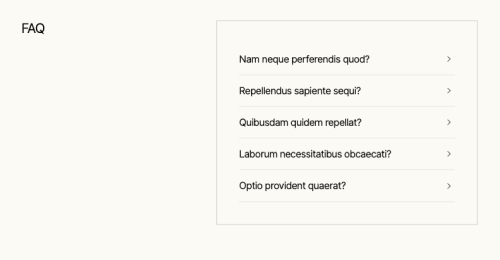 FAQ
Nam neque perferendis quod?
Repellendus sapiente sequi?
Quibusdam quidem repellat?
Laborum necessitatibus obcaecati?
Optio provident quaerat?